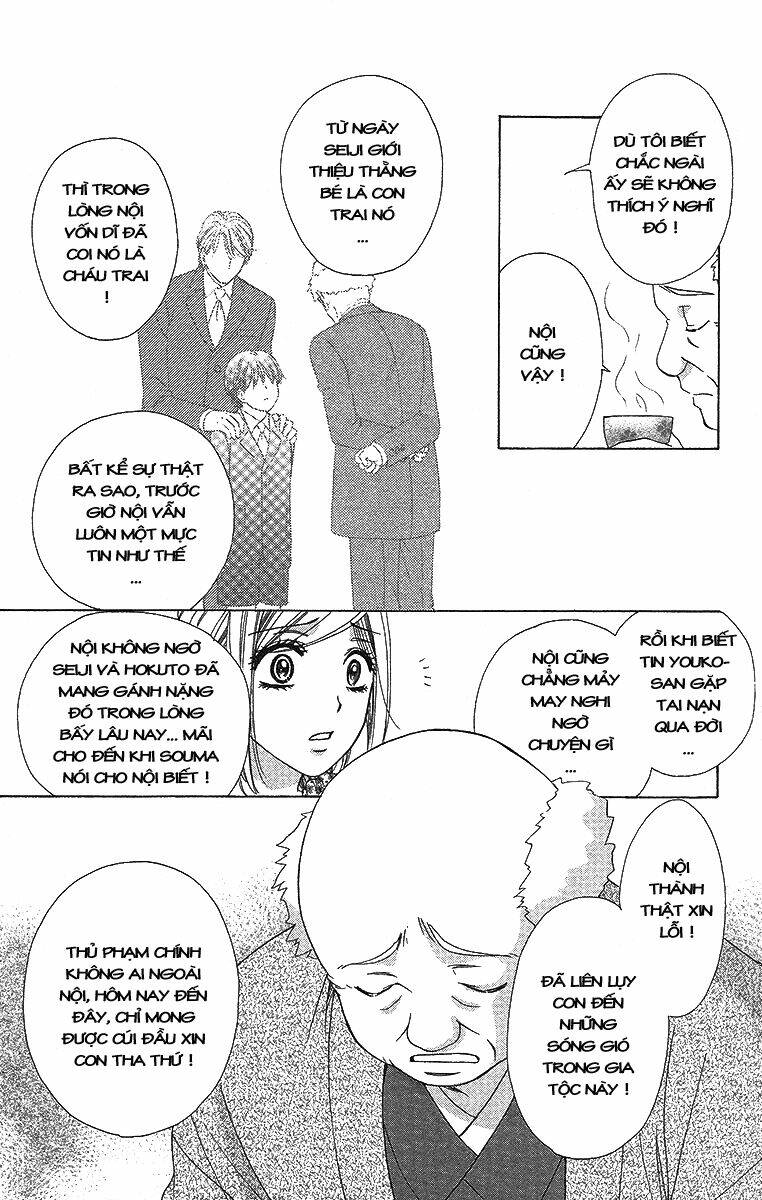 DÙ TÔI BIẾT
CHẮC NGÀI
ẤY SẼ KHÔNG
THÍCH Ý NGHĨ
ĐÓ !
NỘI
CŨNG
VẬY !
TỪ NGÀY
SEIJI GIỚI
THIỆU THẰNG
BÉ LÀ CON
TRAI NÓ
...
THÌ TRONG
LÒNG NỘI
VỐN DĨ ĐÃ
COI NÓ LÀ
CHÁU TRAI
!
BẤT KỂ SỰ THẬT
RA SAO, TRƯỚC
GIỜ NỘI VẪN
LUÔN MỘT MỰC
TIN NHƯ THẾ
...
RỒI KHI BIẾT
TIN YOUKO-
SAN GẶP
TAI NẠN
QUA ĐỜI
...
NỘI CŨNG
CHẲNG MẢY
MAY NGHI
NGỜ
CHUYỆN GÌ
...
NỘI KHÔNG NGỜ
SEIJI VÀ HOKUTO ĐÃ
MANG GÁNH NẶNG
ĐÓ TRONG LÒNG
BẤY LÂU NAY... MÃI
CHO ĐẾN KHI SOUMA
NÓI CHO NỘI BIẾT !
NỘI
THÀNH
THẬT XIN
LỖI !
ĐÃ LIÊN LỤY
CON ĐẾN
NHỮNG
SÓNG GIÓ
TRONG GIA
TỘC NÀY !
THỦ PHẠM CHÍNH
KHÔNG AI NGOÀI
NỘI, HÔM NAY ĐẾN
ĐÂY, CHỈ MONG
ĐƯỢC CÚI ĐẦU XIN
CON THA THỨ !